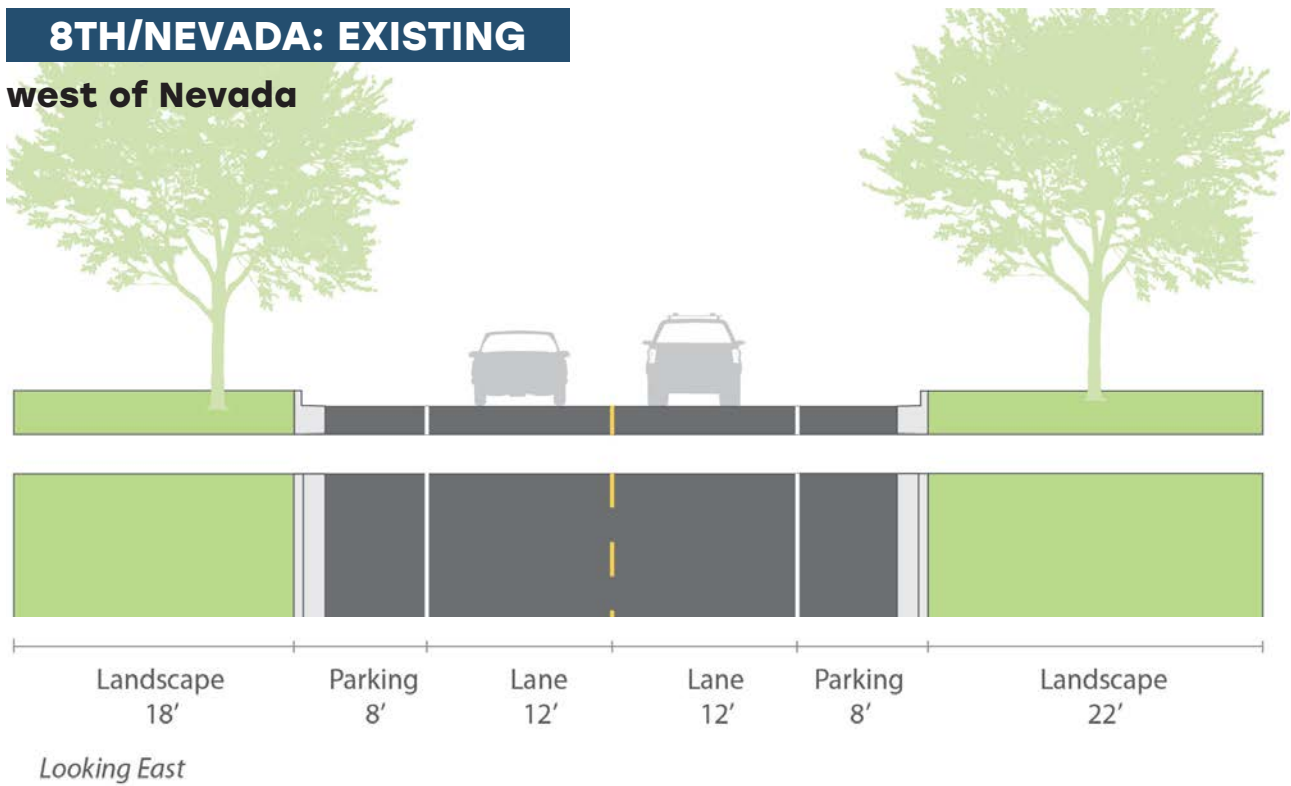 8TH/NEVADA: EXISTING
west of Nevada
Landscape Parking Lane Lane Parking Landscape
18’ 8’ 12’ 12’ 8’ 22’
Looking East